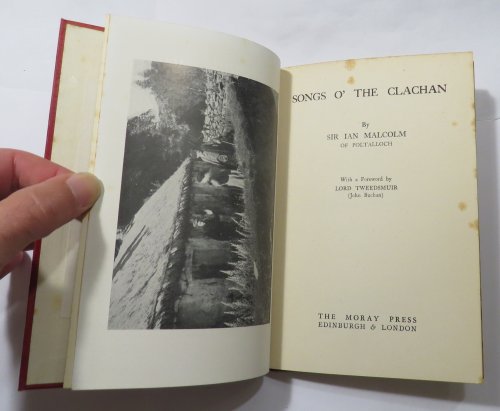 SONGS O' THE CLACHAN
By
SIR IAN MALCOLM
OF POLTALLOCH
With a Foreword by
LORD TWEEDSMUIR
(John Buchan)
THE MORAY PRESS
EDINBURGH & LONDON